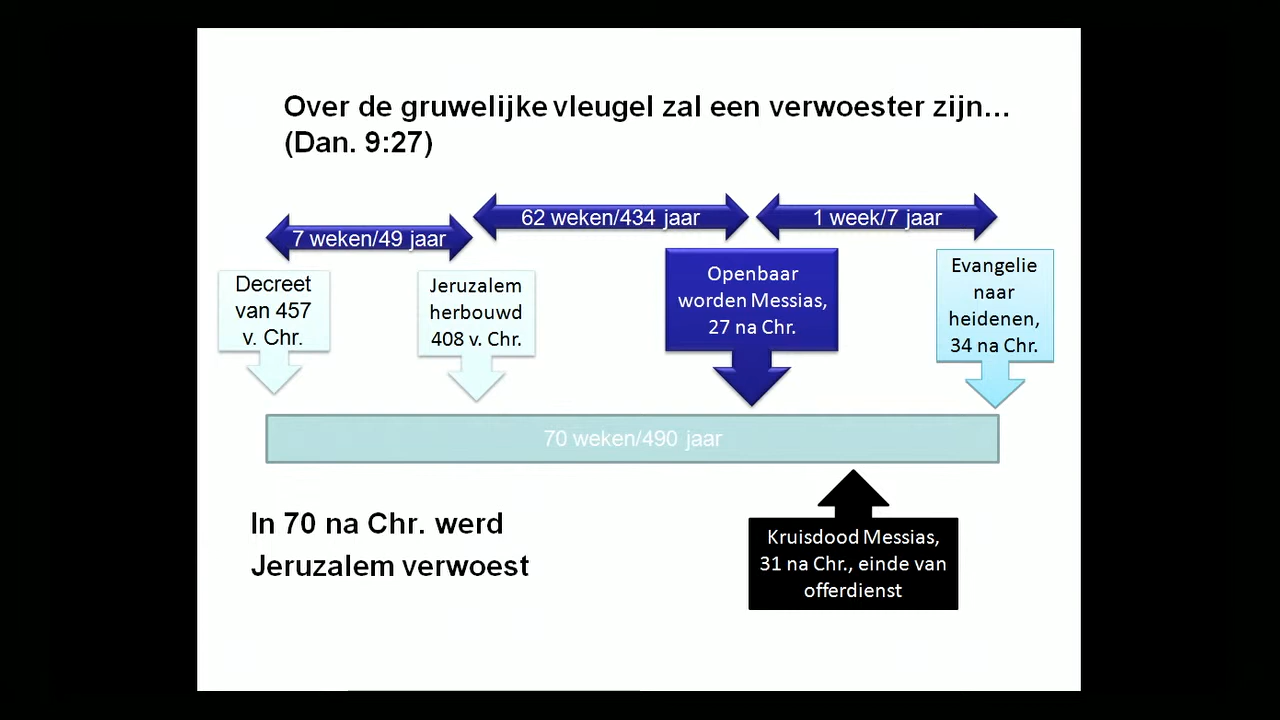 Over de gruwelijke vleugel zal een verwoester zijn...
(Dan. 9:27)
62 weken/434 jaar
1 week/7 jaar
7 weken/49 jaar
Decreet
van 457
v. Chr.
Jeruzalem
herbouwd
408 v. Chr.
Openbaar
worden Messias,
27 na Chr.
Evangelie
naar
heidenen,
34 na Chr.
70 weken/490 jaar
In 70 na Chr. werd
Jeruzalem verwoest
Kruisdood Messias,
31 na Chr., einde van
offerdienst